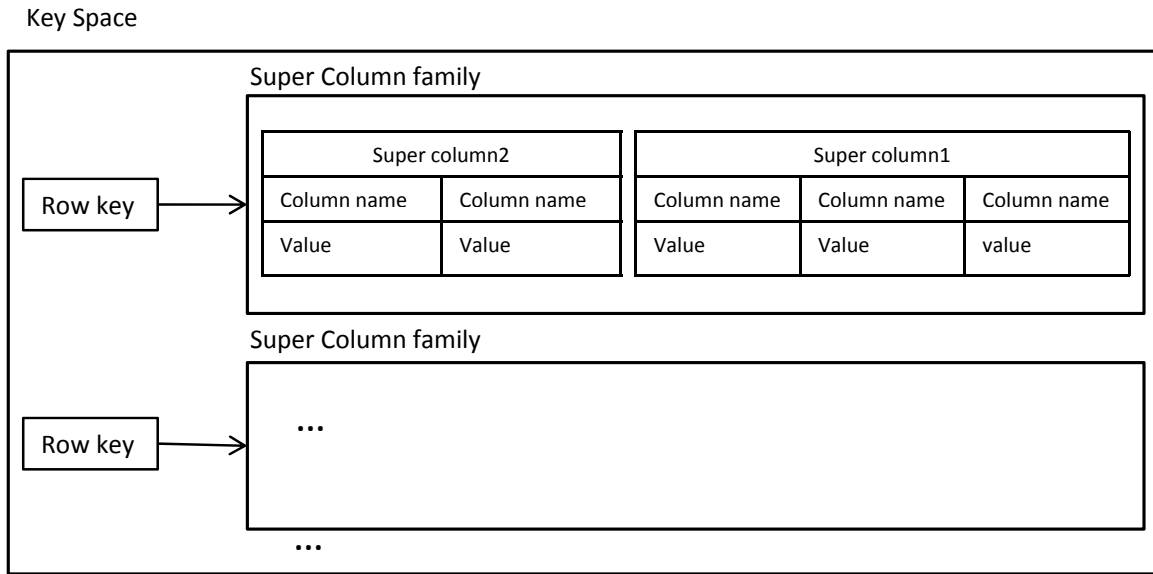 Key Space
Super Column family
Super column2 Super column1
Row key
Column name Column name Column name Column name Column name
Value Value Value Value value
Super Column family
Row key
...
...